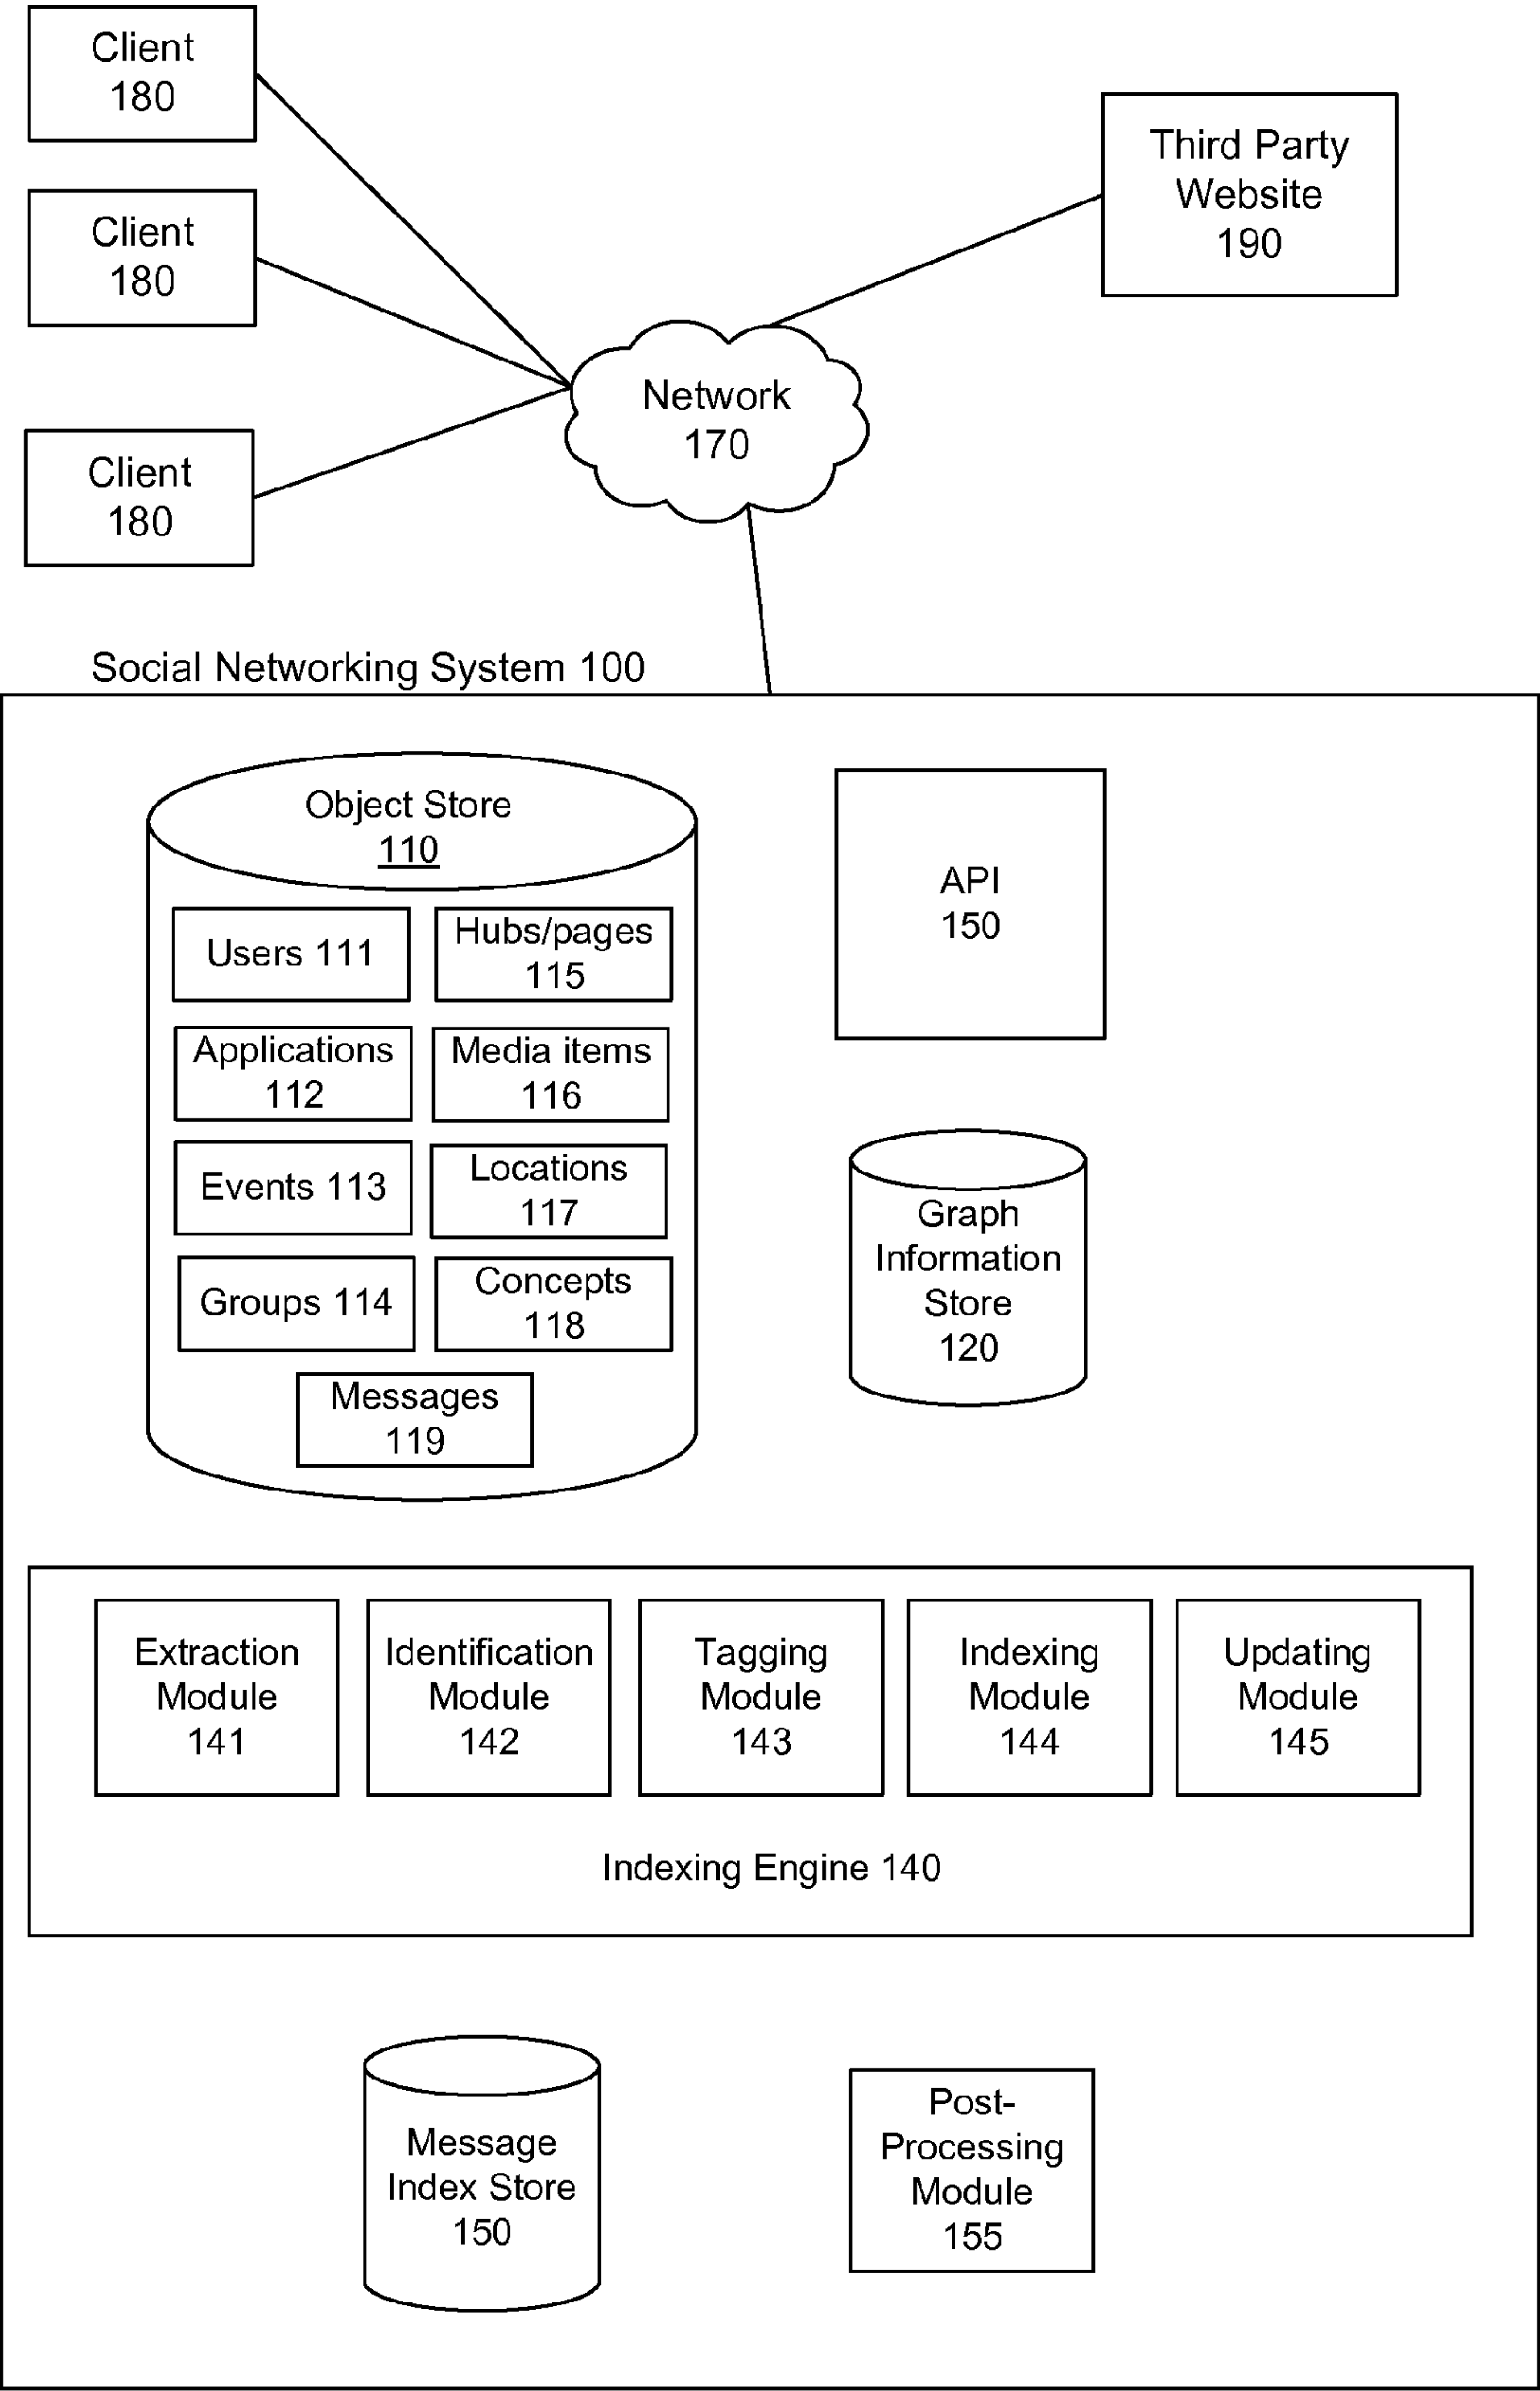 Client
180
Third Party
Website
190
Client
180
Network
170
Client
180
Social Networking System 100
Object Store
110
Users 111
Hubs/pages
115
Applications
112
Media items
116
Events 113
Locations
117
Groups 114
Concepts
118
Messages
119
API
150
Graph
Information
Store
120
Extraction
Module
141
Identification
Module
142
Tagging
Module
143
Indexing
Module
144
Updating
Module
145
Indexing Engine 140
Message
Index Store
150
Post-
Processing
Module
155